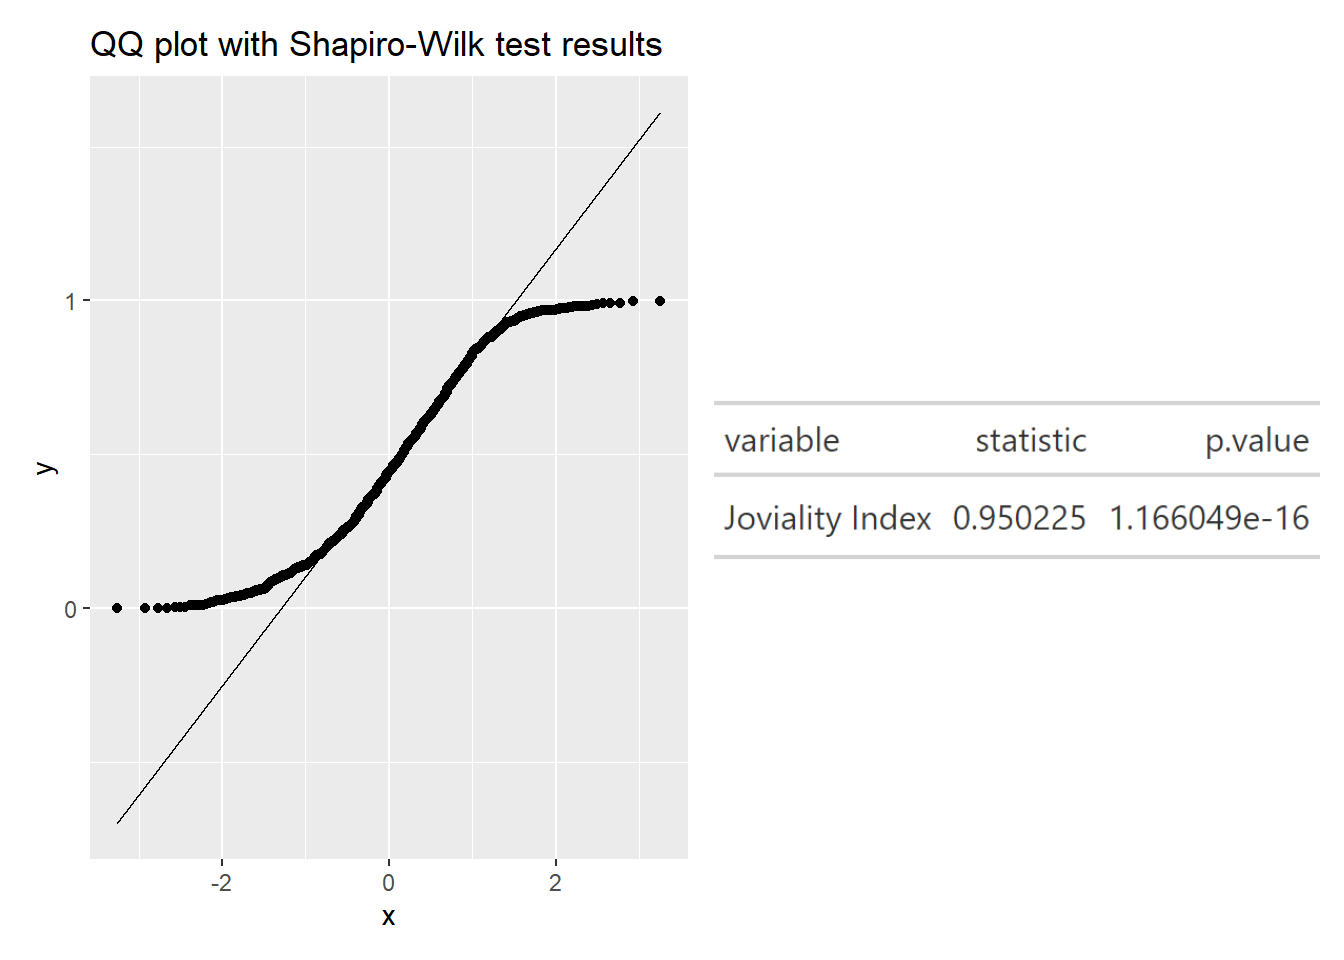 QQ plot with Shapiro-Wilk test results
y
1
0
-2 0 2
x
variable statistic p.value
Joviality Index 0.950225 1.166049e-16